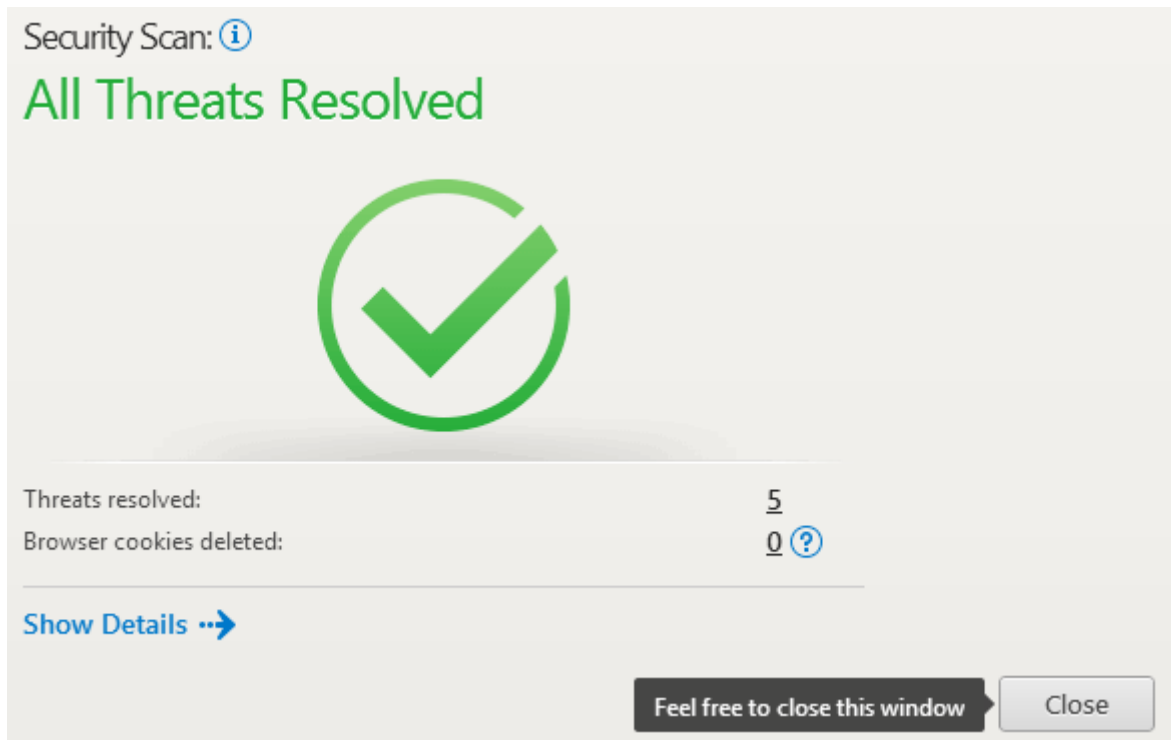 Security Scan:
All Threats Resolved
Threats resolved: 5
Browser cookies deleted: 0
Show Details
Feel free to close this window Close